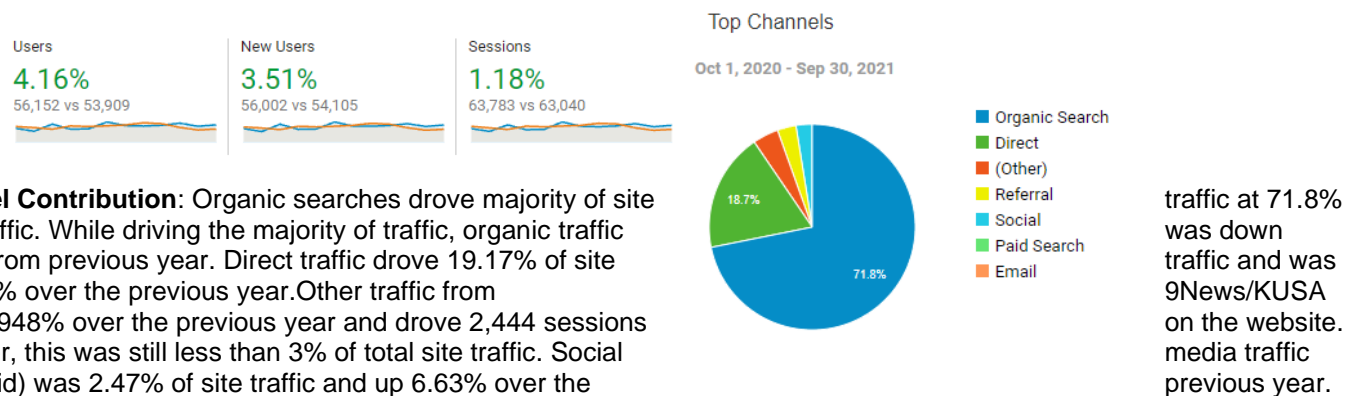 Users
4.16%
56,152 vs 53,909
New Users
3.51%
56,002 vs 54,105
Sessions
1.18%
63,783 vs 63,040
Top Channels
Oct 1, 2020 - Sep 30, 2021
18.7%
71.8%
Organic Search
Direct
(Other)
Referral
Social
Paid Search
Email
el Contribution: Organic searches drove majority of site traffic at 71.8%
ffic. While driving the majority of traffic, organic traffic was down
from previous year. Direct traffic drove 19.17% of site traffic and was
% over the previous year.Other traffic from 9News/KUSA
948% over the previous year and drove 2,444 sessions on the website.
r, this was still less than 3% of total site traffic. Social media traffic
id) was 2.47% of site traffic and up 6.63% over the previous year.